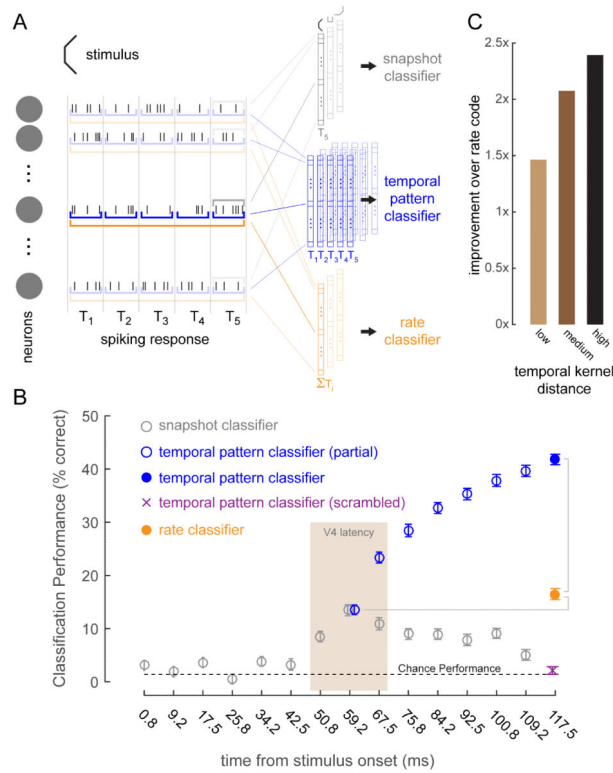 A
stimulus
neurons
T1 T2 T3 T4 T5
spiking response
T5
snapshot
classifier
T1T2T3T4T5
temporal
pattern
classifier
ΣTi
rate
classifier
C
improvement over rate code
2.5x
2x
1.5x
1x
0.5x
0x
low
medium
high
temporal kernel
distance
B
Classification Performance (% correct)
50
40
30
20
10
0
snapshot classifier
temporal pattern classifier (partial)
temporal pattern classifier
temporal pattern classifier (scrambled)
rate classifier
V4 latency
Chance Performance
0.8
9.2
17.5
25.8
34.2
42.5
50.8
59.2
67.5
75.8
84.2
92.5
100.8
109.2
117.5
time from stimulus onset (ms)